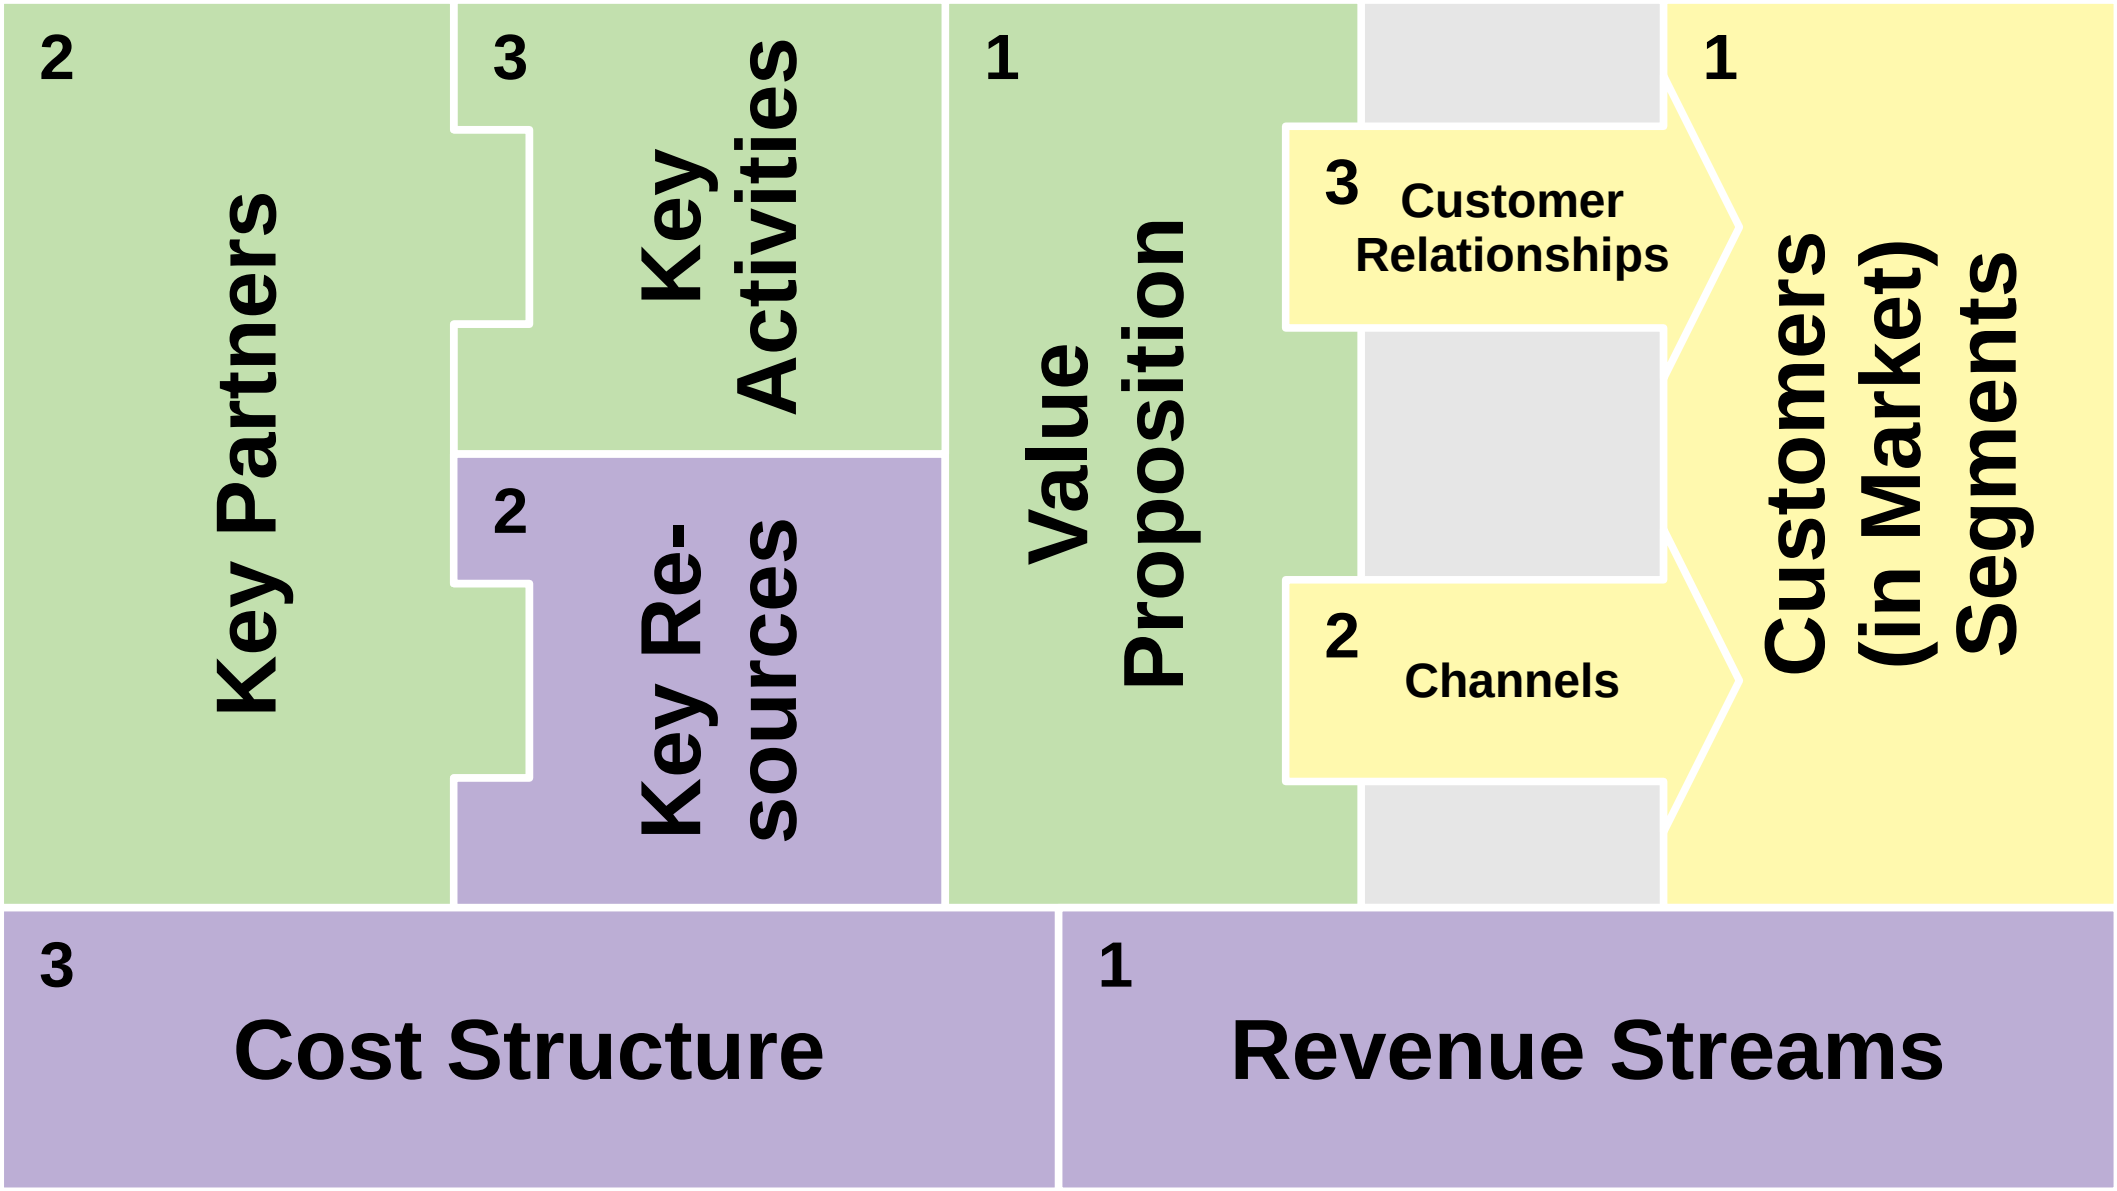 2
Key Partners
3
Key
Activities
2
Key Re-
sources
1
Value
Proposition
3
Customer
Relationships
2
Channels
1
Customers
(in Market)
Segments
3
Cost Structure
1
Revenue Streams